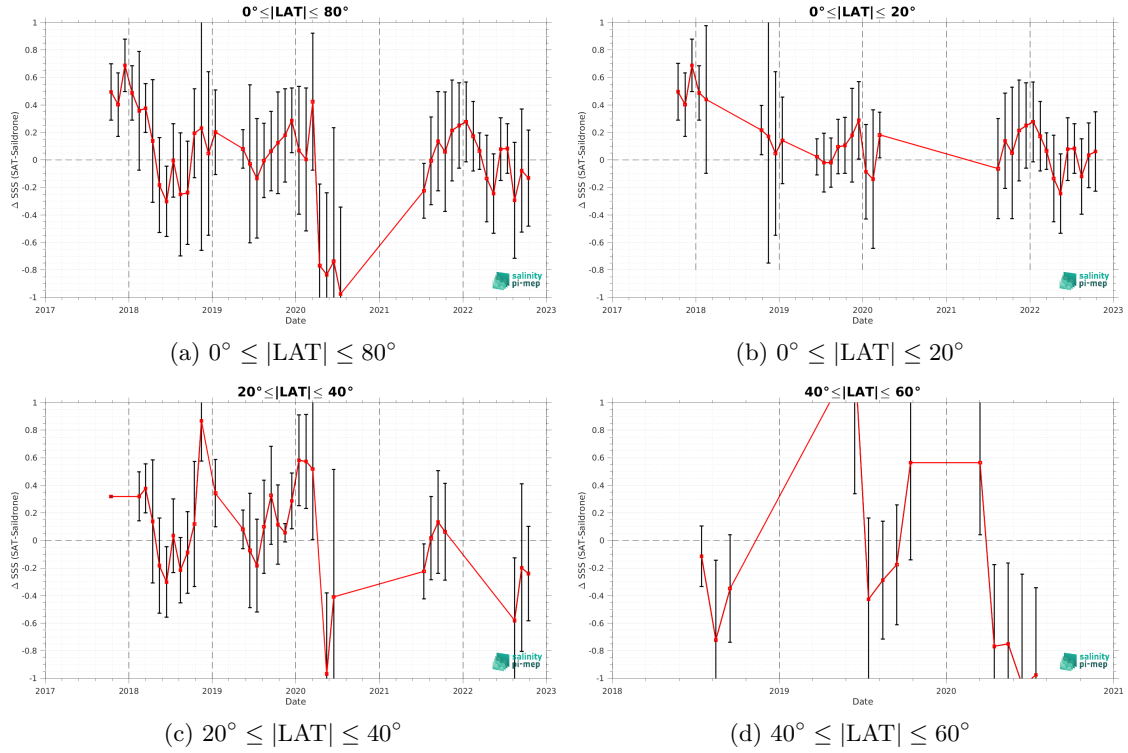 0°≤|LAT|≤ 80°
Δ SSS (SAT-Saildrone)
1
0.8
0.6
0.4
0.2
0
-0.2
-0.4
-0.6
-0.8
-1
2017 2018 2019 2020 2021 2022 2023
Date
salinity
pi-mep
(a) 0° ≤ |LAT| ≤ 80°
0°≤|LAT|≤ 20°
Δ SSS (SAT-Saildrone)
1
0.8
0.6
0.4
0.2
0
-0.2
-0.4
-0.6
-0.8
-1
2017 2018 2019 2020 2021 2022 2023
Date
salinity
pi-mep
(b) 0° ≤ |LAT| ≤ 20°
20°≤|LAT|≤ 40°
Δ SSS (SAT-Saildrone)
1
0.8
0.6
0.4
0.2
0
-0.2
-0.4
-0.6
-0.8
-1
2017 2018 2019 2020 2021 2022 2023
Date
salinity
pi-mep
(c) 20° ≤ |LAT| ≤ 40°
40°≤|LAT|≤ 60°
Δ SSS (SAT-Saildrone)
1
0.8
0.6
0.4
0.2
0
-0.2
-0.4
-0.6
-0.8
-1
2018 2019 2020 2021
Date
salinity
pi-mep
(d) 40° ≤ |LAT| ≤ 60°